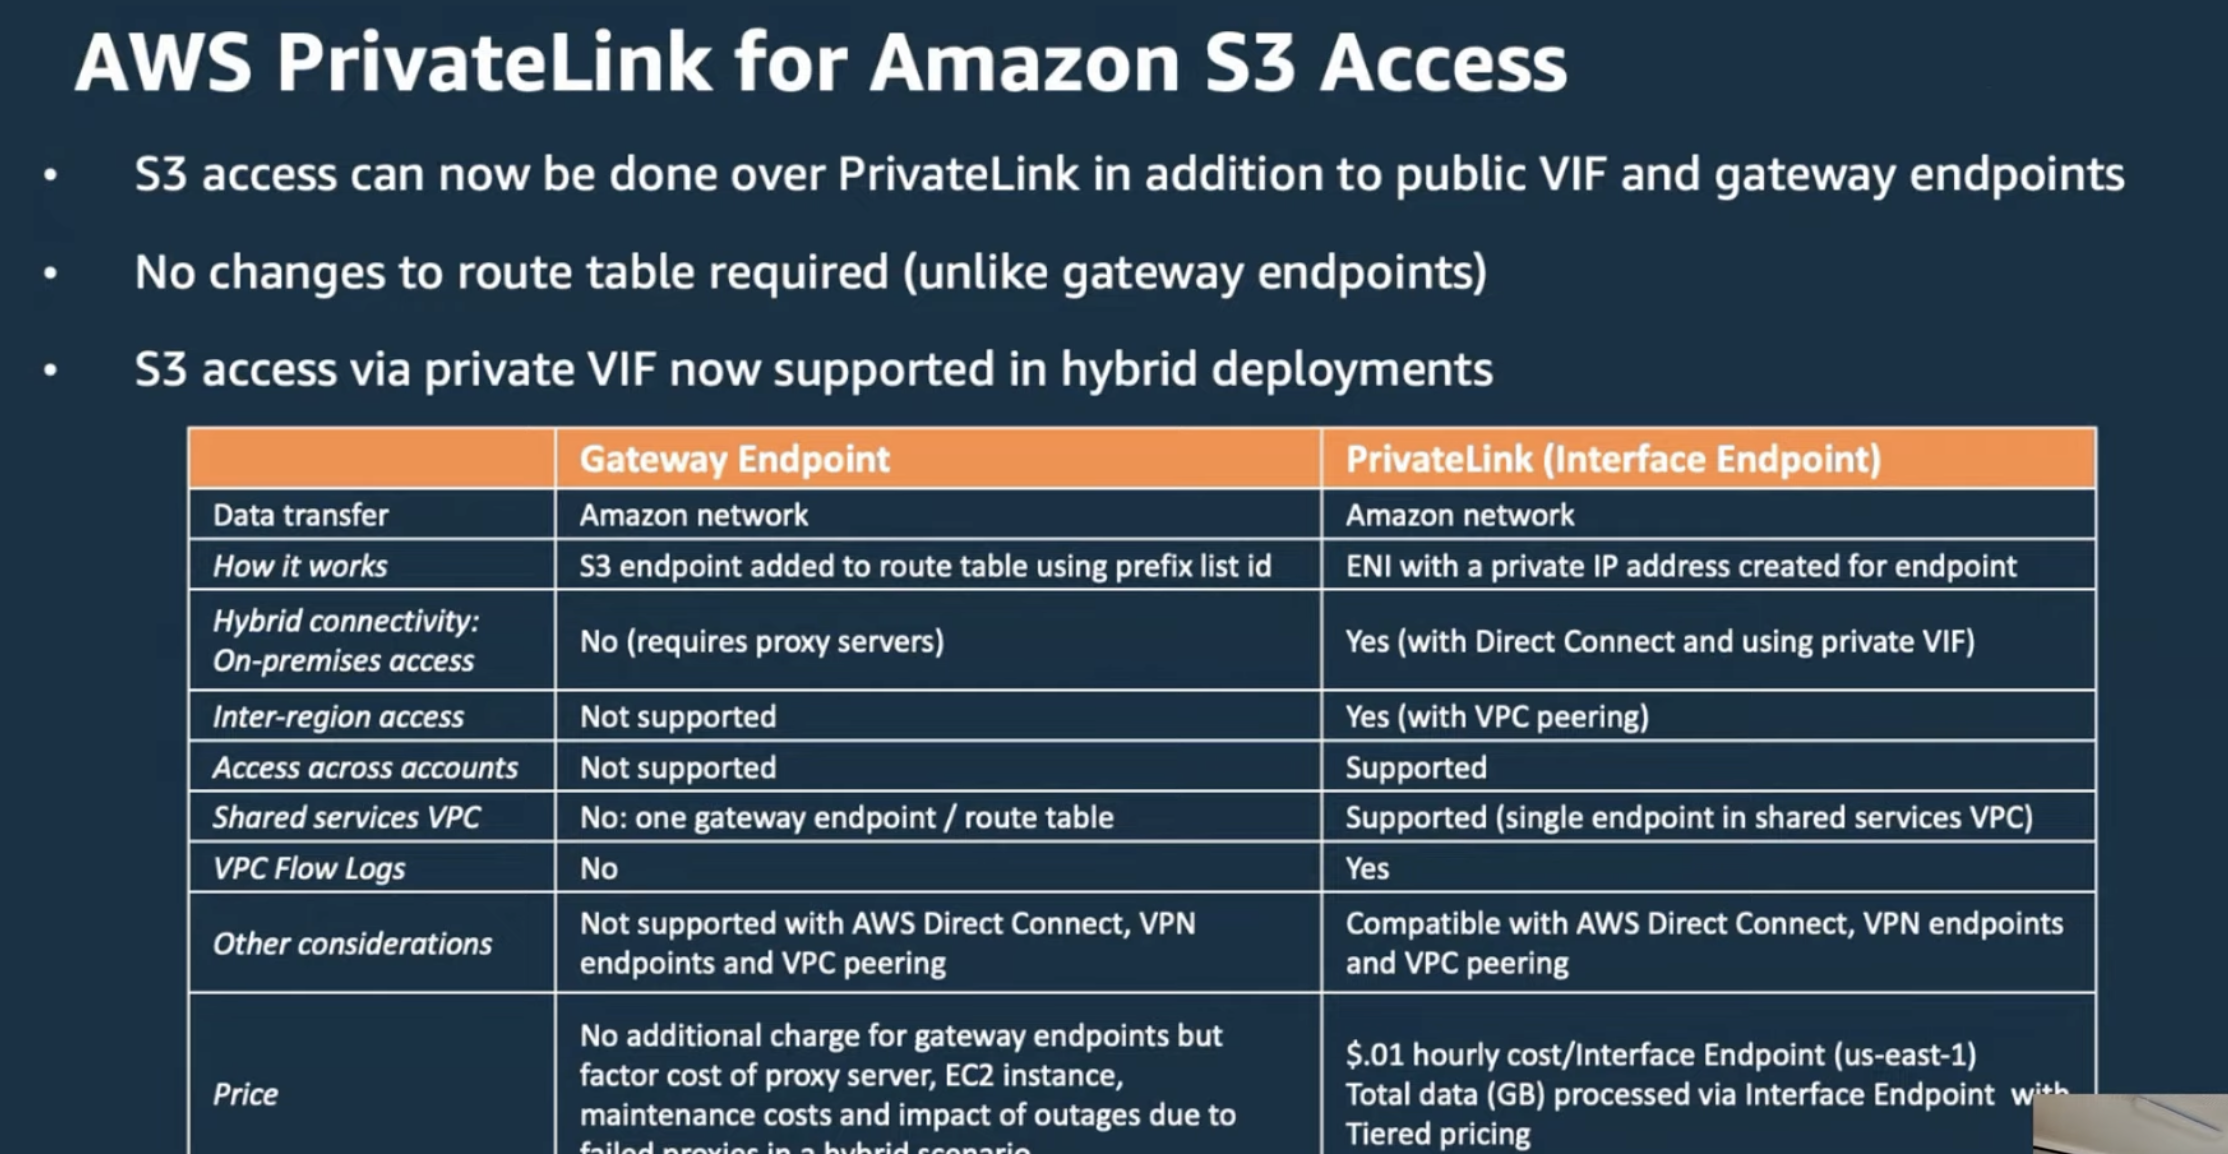 AWS PrivateLink for Amazon S3 Access
• S3 access can now be done over PrivateLink in addition to public VIF and gateway endpoints
• No changes to route table required (unlike gateway endpoints)
• S3 access via private VIF now supported in hybrid deployments
Gateway Endpoint PrivateLink (Interface Endpoint)
Data transfer Amazon network Amazon network
How it works S3 endpoint added to route table using prefix list id ENI with a private IP address created for endpoint
Hybrid connectivity:
On-premises access No (requires proxy servers) Yes (with Direct Connect and using private VIF)
Inter-region access Not supported Yes (with VPC peering)
Access across accounts Not supported Supported
Shared services VPC No: one gateway endpoint / route table Supported (single endpoint in shared services VPC)
VPC Flow Logs No Yes
Other considerations
Not supported with AWS Direct Connect, VPN
endpoints and VPC peering
Compatible with AWS Direct Connect, VPN endpoints
and VPC peering
Price
No additional charge for gateway endpoints but
factor cost of proxy server, EC2 instance,
maintenance costs and impact of outages due to
failed proxies in a hybrid scenario
$.01 hourly cost/Interface Endpoint (us-east-1)
Total data (GB) processed via Interface Endpoint with
Tiered pricing